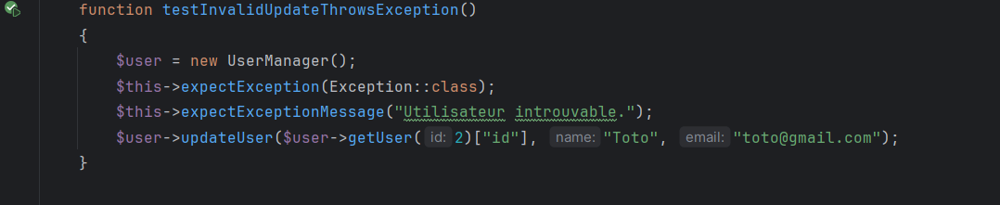 function testInvalidUpdateThrowsException()
{
$user = new UserManager();
$this->expectException(Exception::class);
$this->expectExceptionMessage("Utilisateur introuvable.");
$user->updateUser($user->getUser( id: 2)["id"], name: "Toto", email: "toto@gmail.com");
}